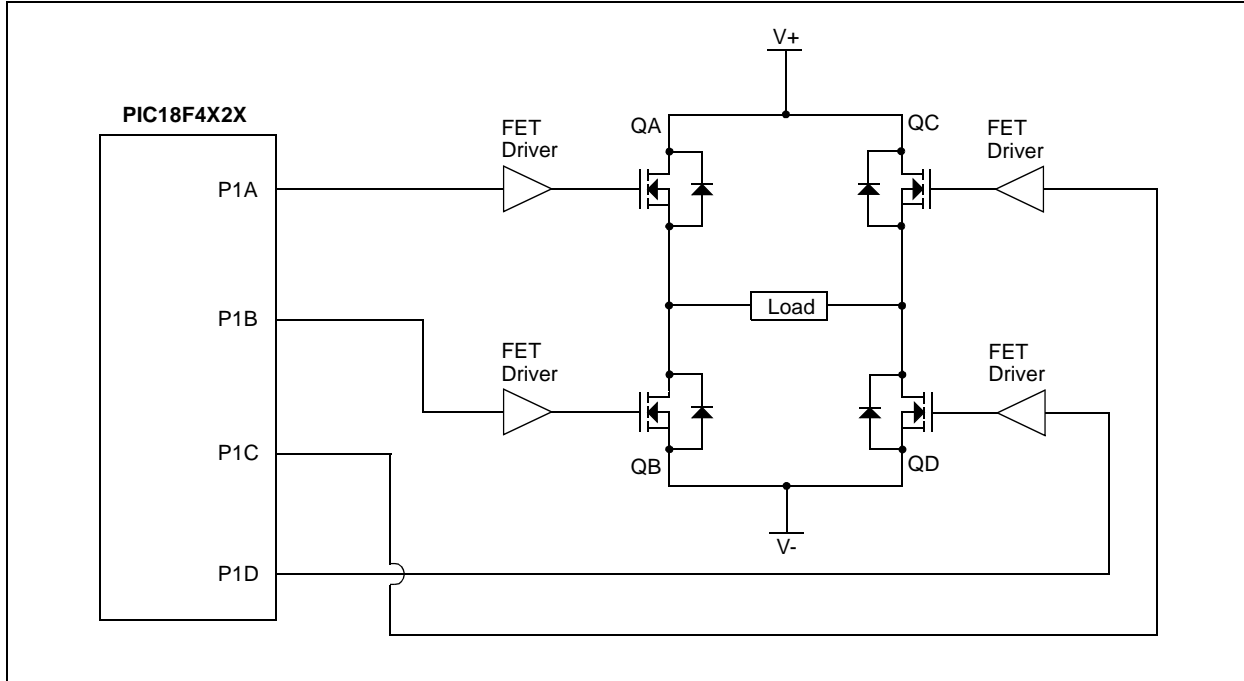 V+
PIC18F4X2X
FET
Driver
QA
QC
FET
Driver
P1A
P1B
Load
FET
Driver
FET
Driver
P1C
QB
QD
V-
P1D